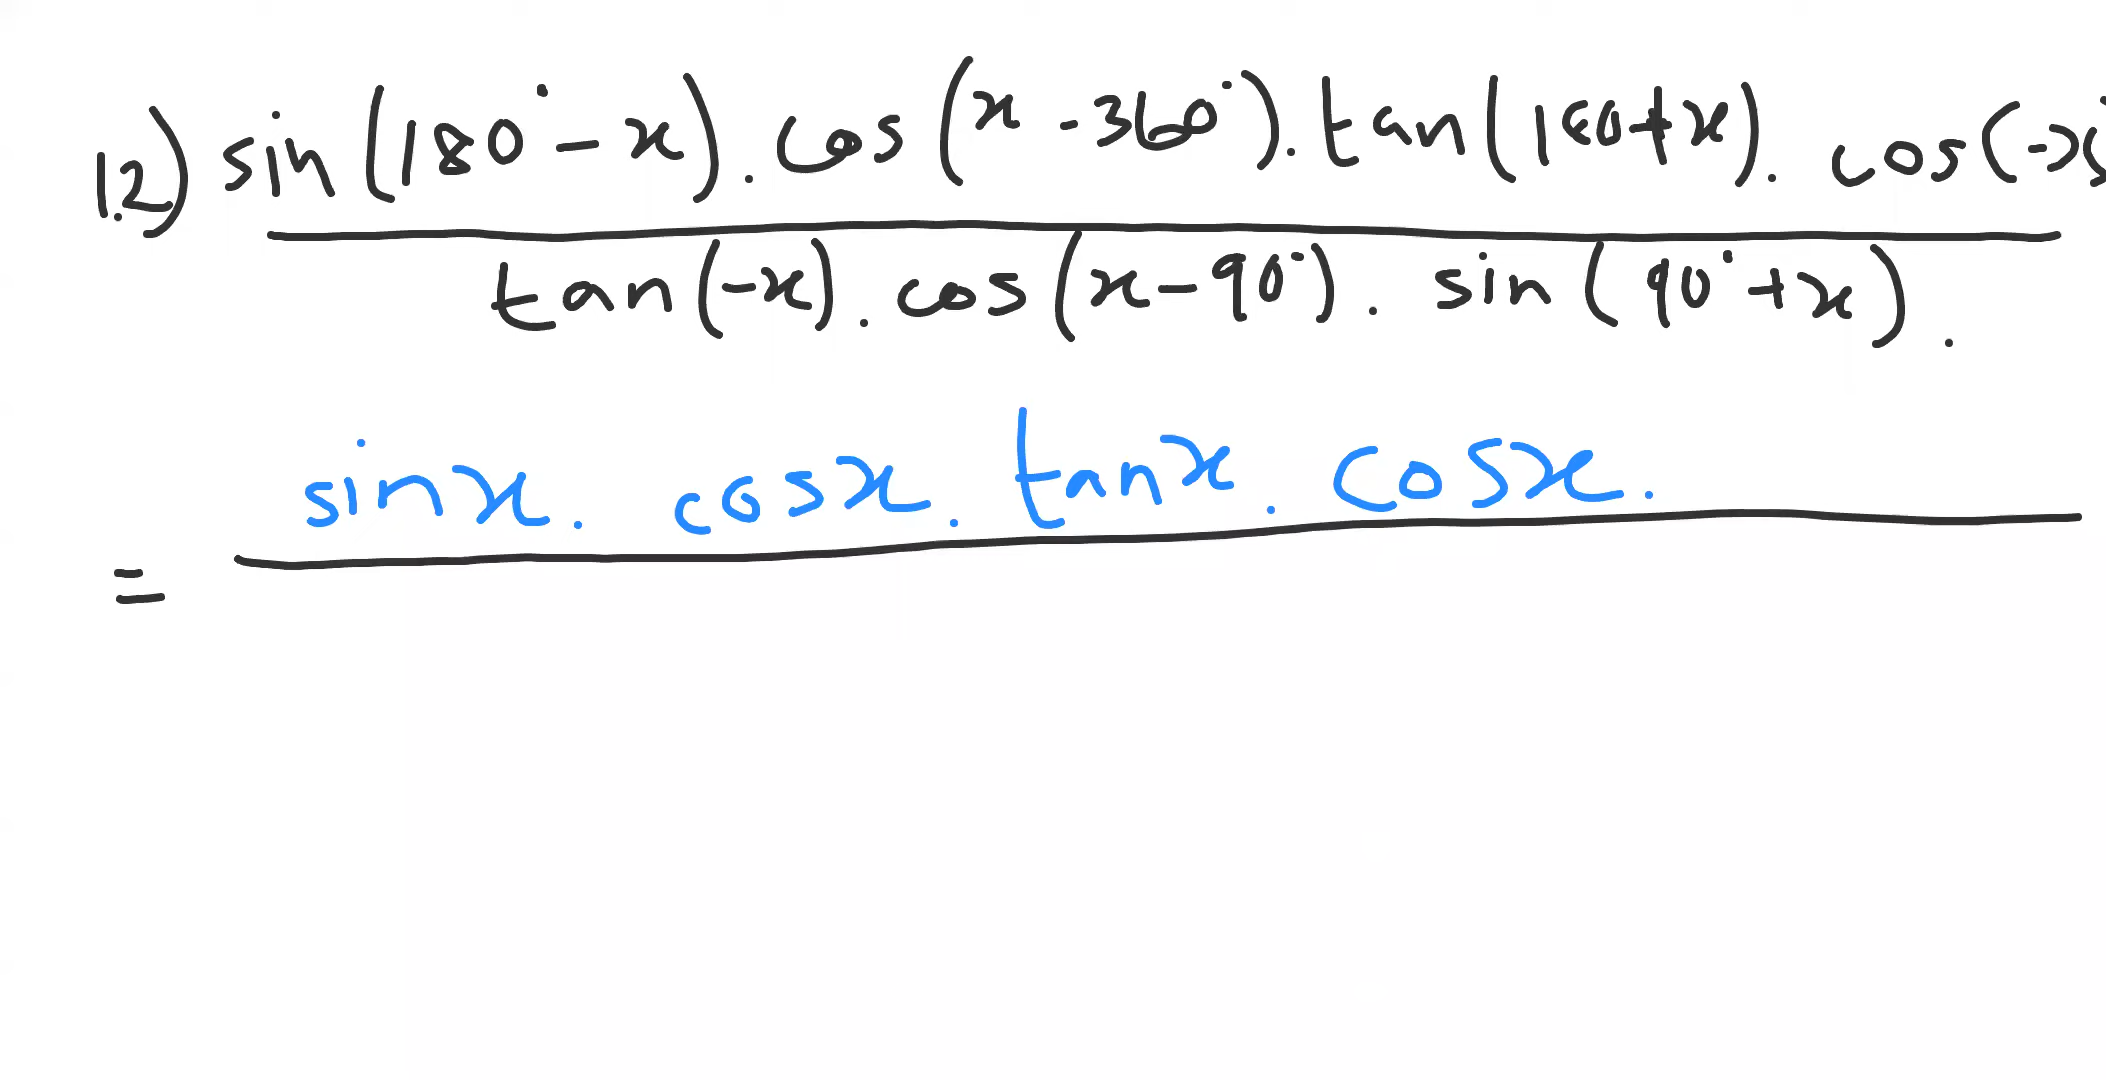 1.2) sin(180° - x). cos(x - 360°). tan(180 + x). cos(-x)
tan(-x). cos(x - 90°). sin(90° + x).
sinx. cosx. tanx. cosx.
=